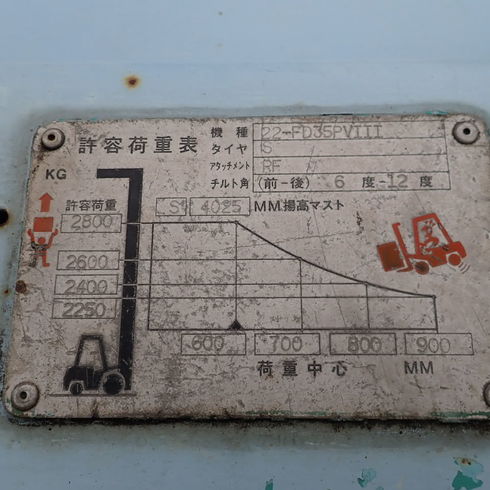 許容荷重表
機種 22-FD35PVIII
タイヤ S
アタッチメント RF
チルト角 (前-後) 6度-12度
KG
許容荷重 4025 MM揚高マスト
2800
2600
2400
2250
600 700 800 900
荷重中心 MM